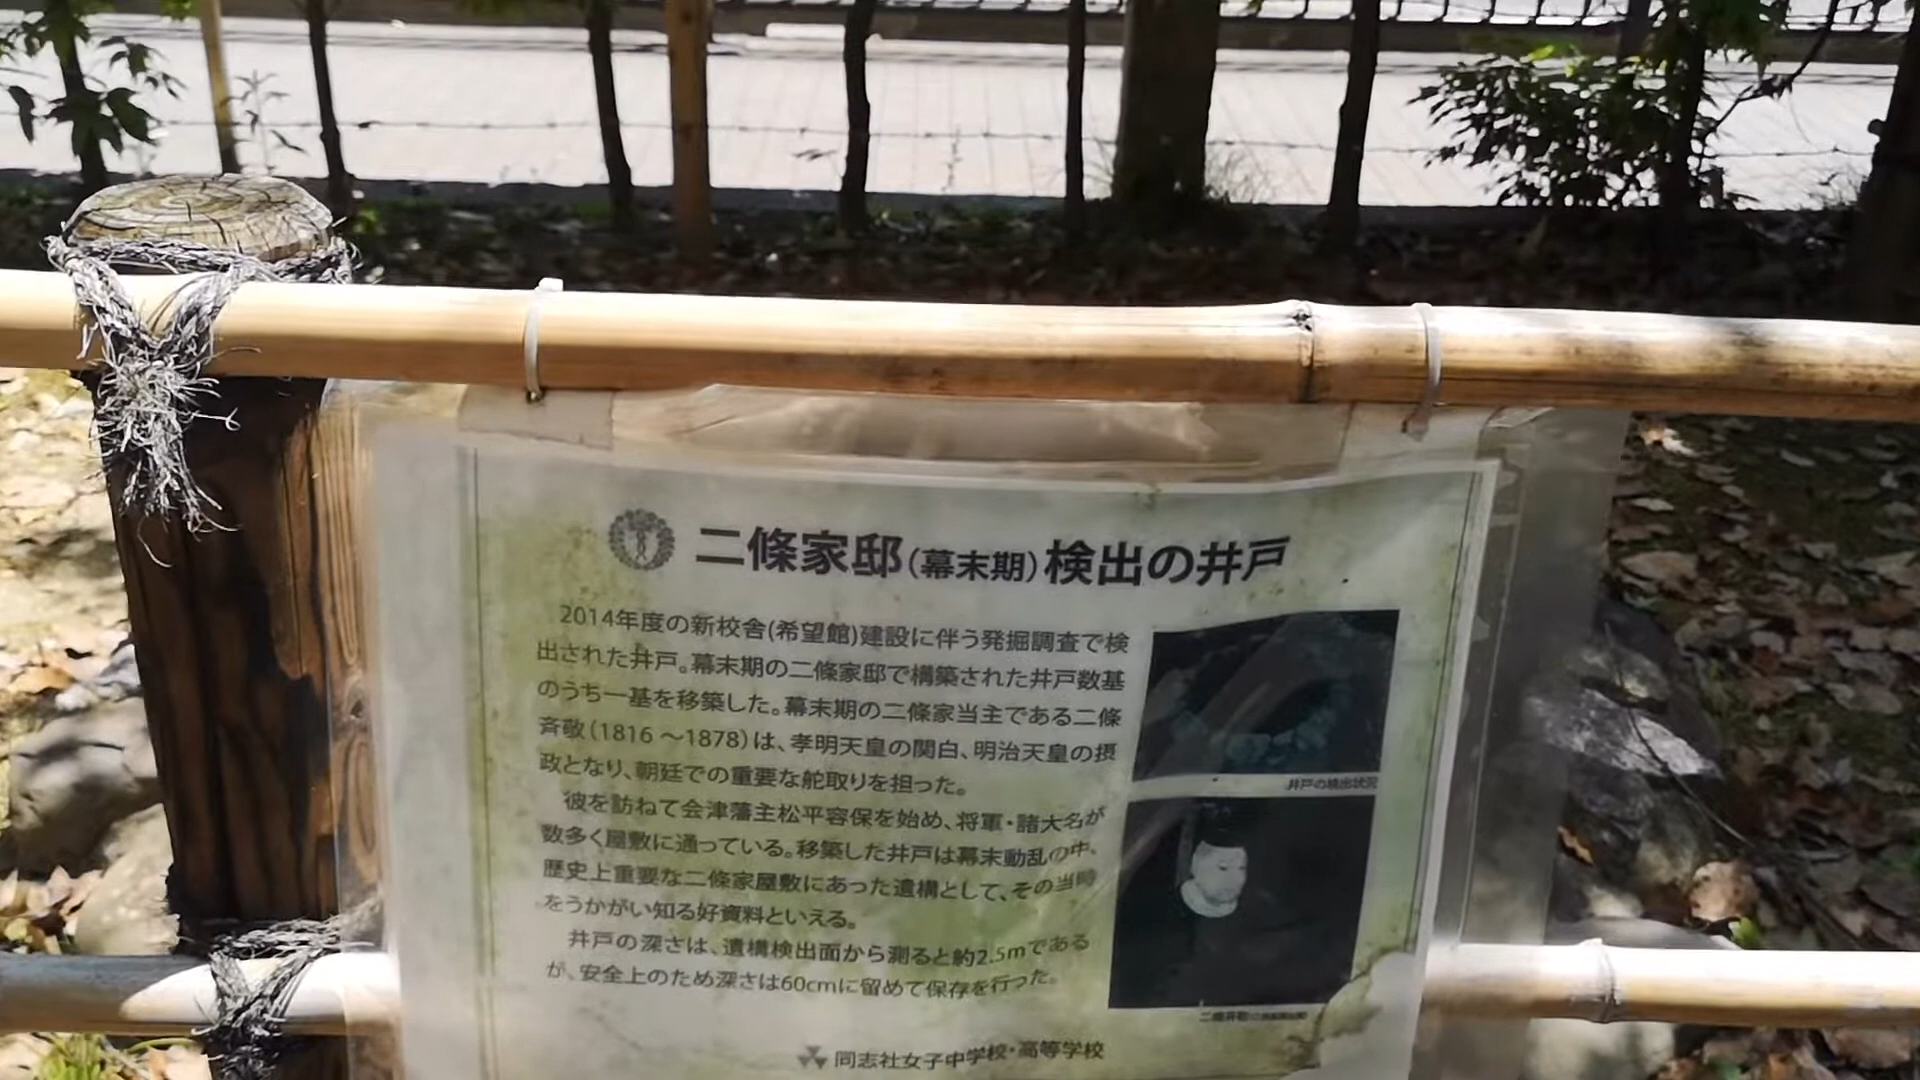 二條家邸(幕末期)検出の井戸
2014年度の新校舎(希望館)建設に伴う発掘調査で検
出された井戸。幕末期の二條家邸で構築された井戸数基
のうち一基を移築した。幕末期の二條家当主である二條
斉敬(1816～1878)は、孝明天皇の関白、明治天皇の摂
政となり、朝廷での重要な舵取りを担った。
彼を訪ねて会津藩主松平容保を始め、将軍・諸大名が
数多く屋敷に通っている。移築した井戸は幕末動乱の中、
歴史上重要な二條家屋敷にあった遺構として、その当時
をうかがい知る好資料といえる。
井戸の深さは、遺構検出面から測ると約2.5mである
が、安全上のため深さは60cmに留めて保存を行った。
井戸の検出状況
二條斉敬
同志社女子中学校・高等学校